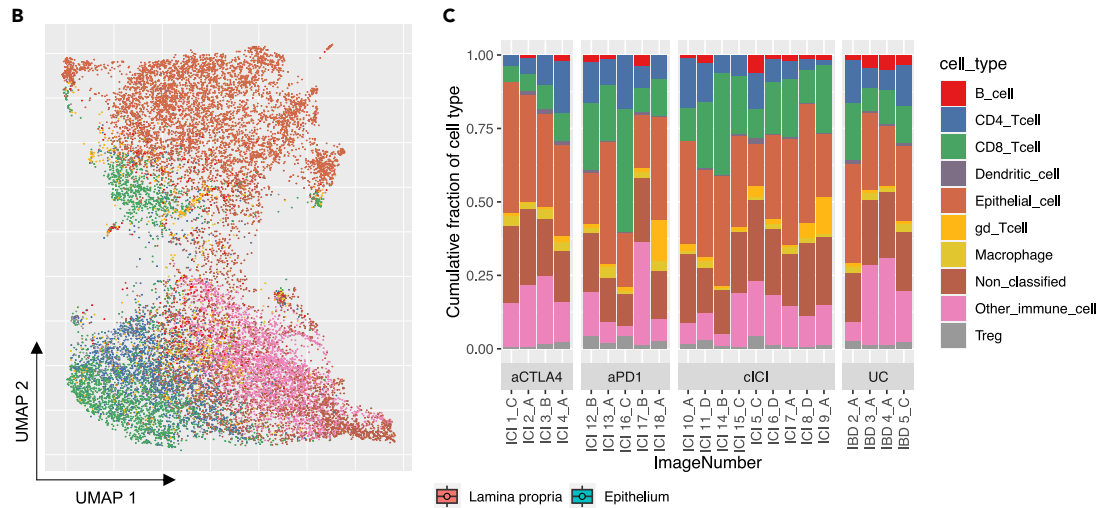 B
UMAP 2
UMAP 1
C
Cumulative fraction of cell type
1.00
0.75
0.50
0.25
0.00
aCTLA4
aPD1
cICI
UC
ICI 1_C
ICI 2_A
ICI 3_B
ICI 4_A
ICI 12_B
ICI 13_A
ICI 16_C
ICI 17_B
ICI 18_A
ICI 10_A
ICI 11_D
ICI 14_B
ICI 15_C
ICI 5_C
ICI 6_D
ICI 7_A
ICI 8_D
ICI 9_A
IBD 2_A
IBD 3_A
IBD 4_A
IBD 5_C
ImageNumber
cell_type
B_cell
CD4_Tcell
CD8_Tcell
Dendritic_cell
Epithelial_cell
gd_Tcell
Macrophage
Non_classified
Other_immune_cell
Treg
Lamina propria
Epithelium